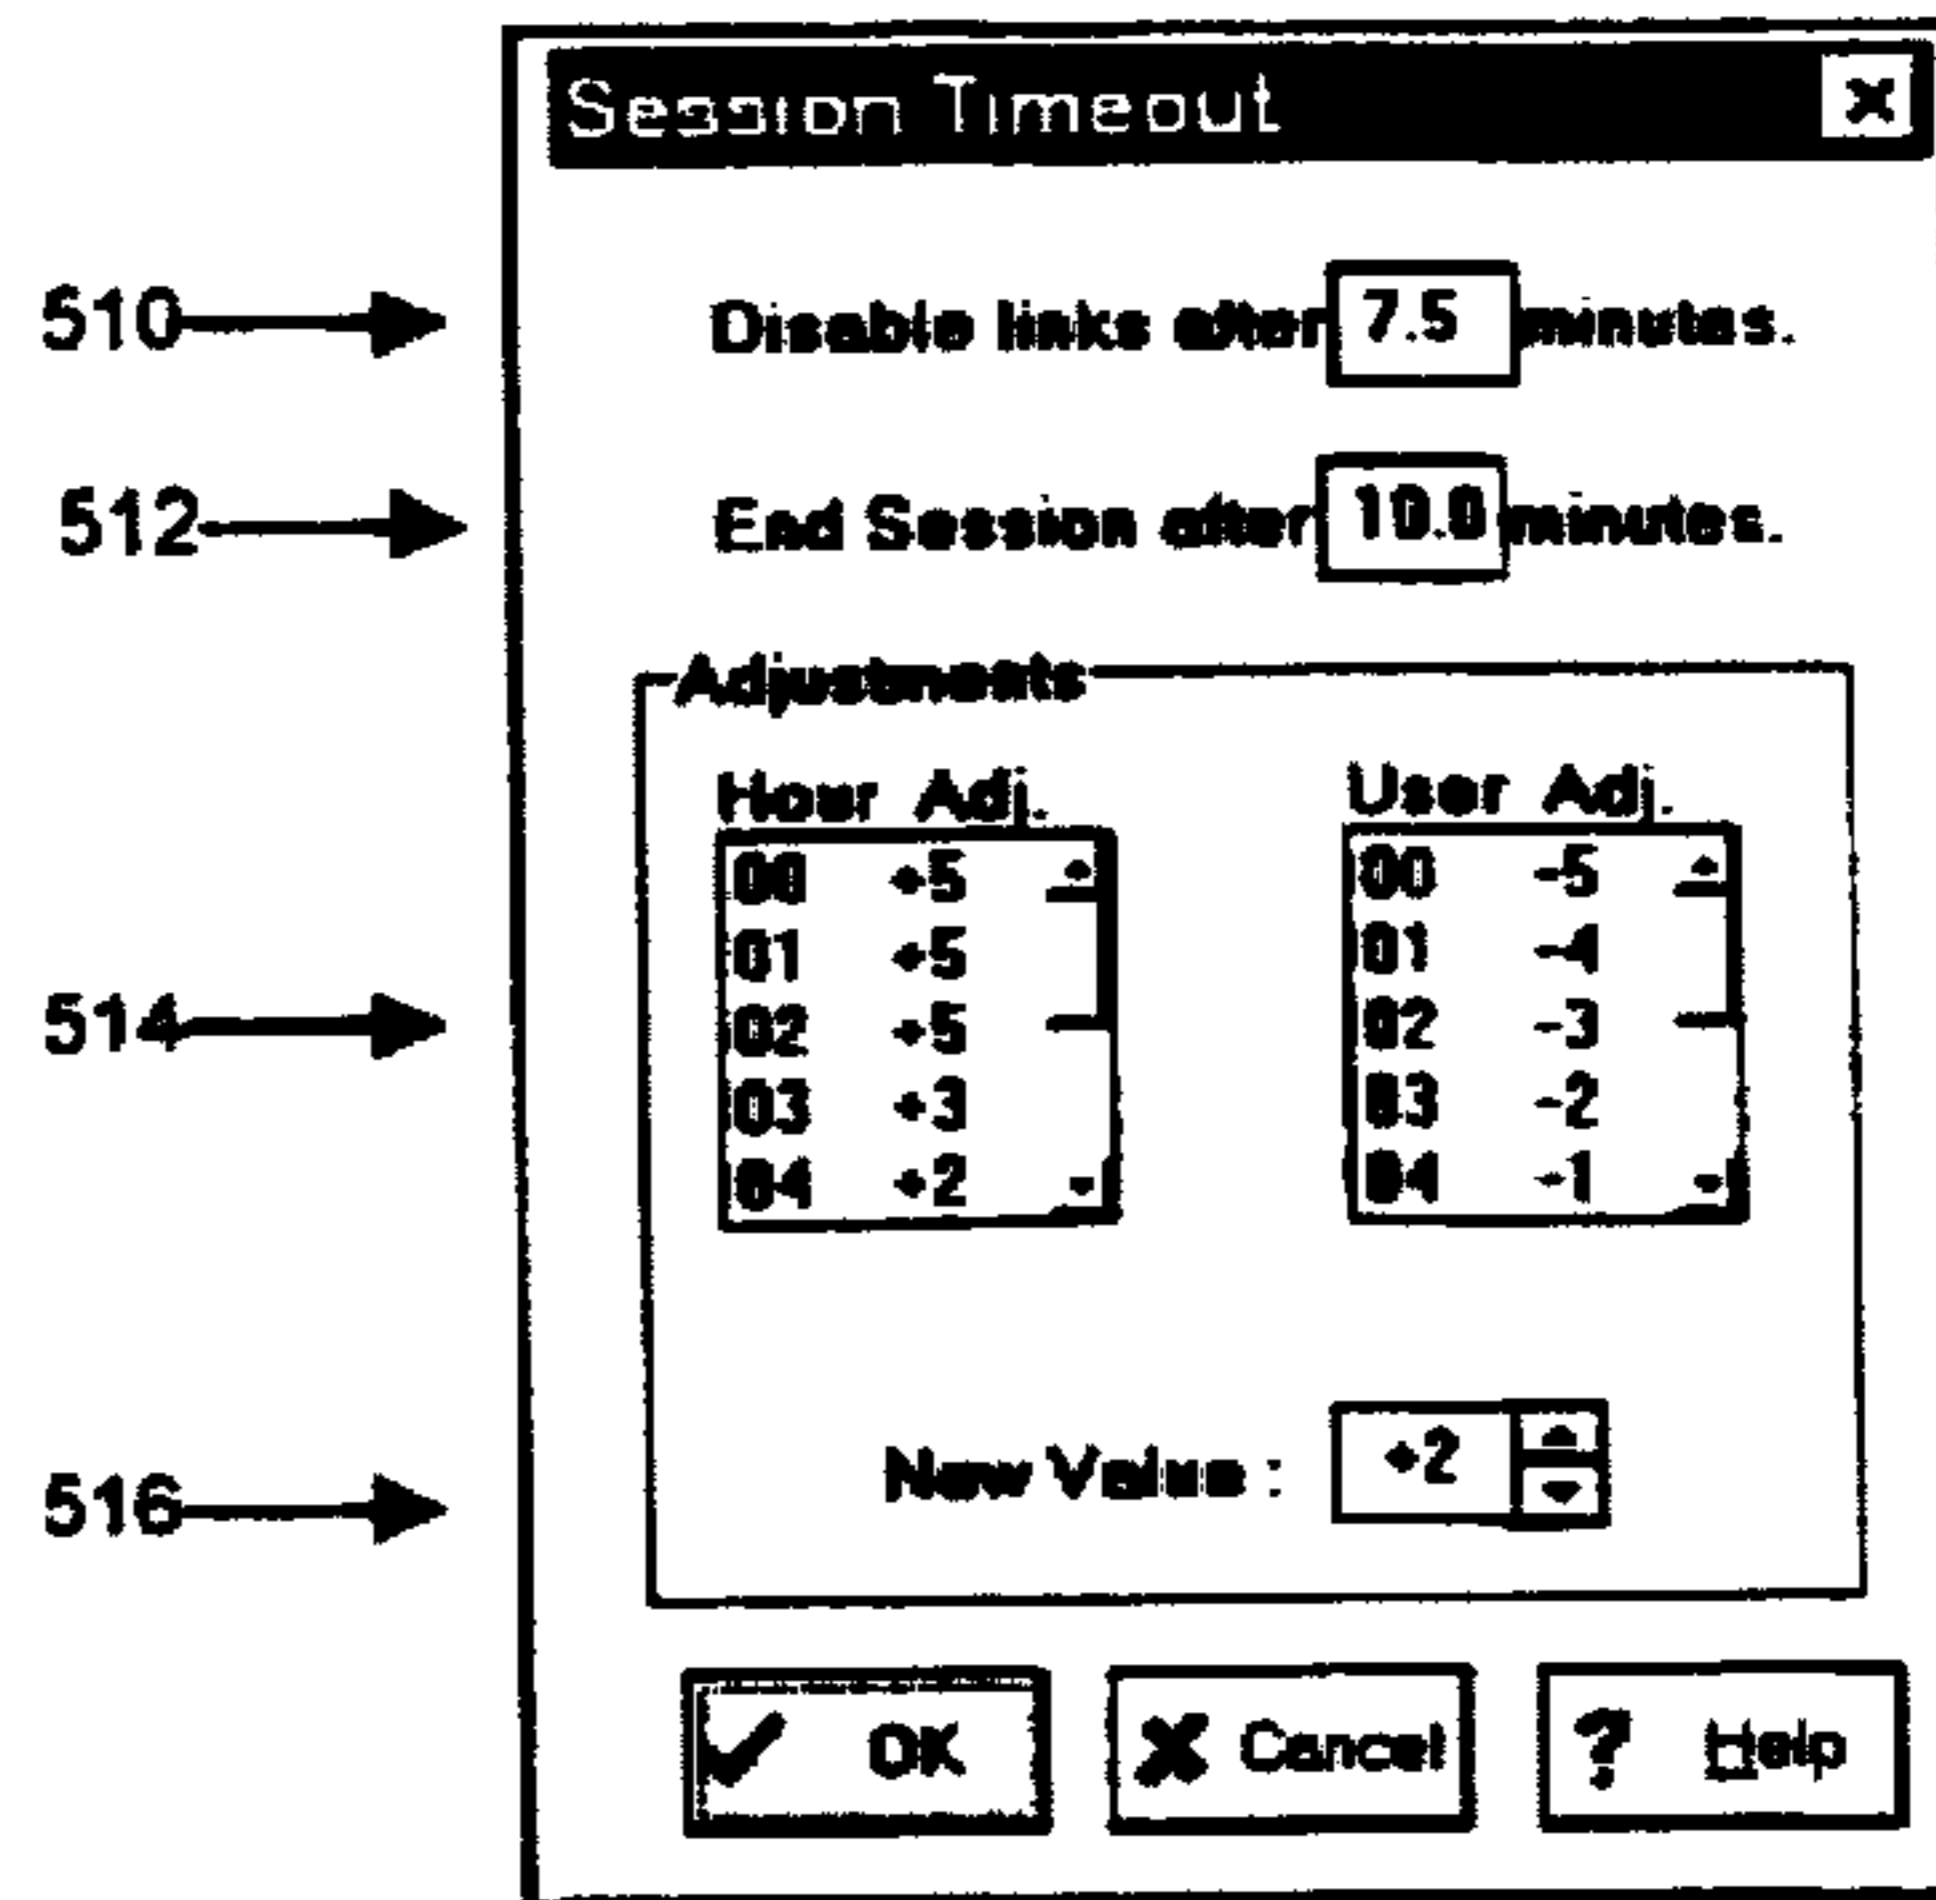 Session Timeout
510 Disable links after 7.5 minutes.
512 End Session after 10.0 minutes.
Adjustments
Hour Adj. User Adj.
00 +5 00 -5
01 +5 01 -4
514 02 +5 02 -3
03 +3 03 -2
04 +2 04 -1
516 New Value : +2
OK Cancel Help